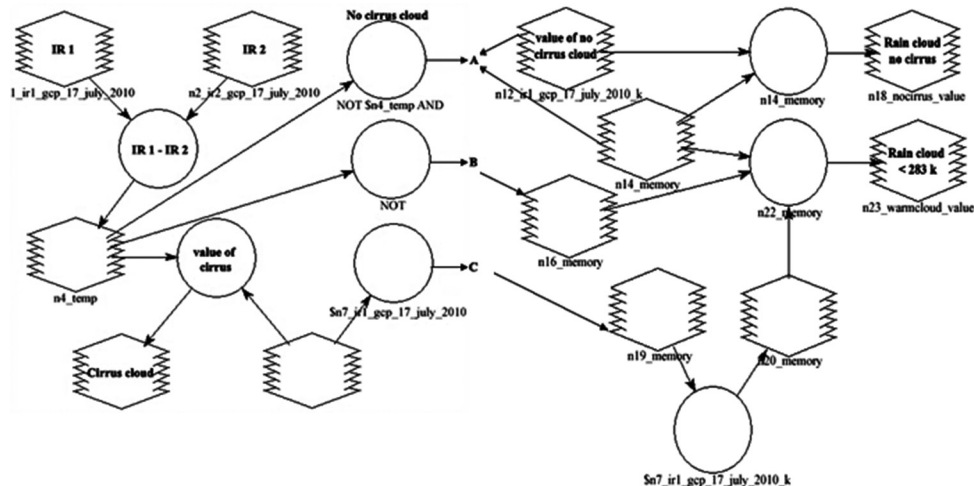 IR 1
1_ir1_gcp_17_july_2010
IR 2
n2_ir2_gcp_17_july_2010
IR 1 - IR 2
n4_temp
value of
cirrus
Cirrus cloud
No cirrus cloud
NOT $n4_temp AND
NOT
$n7_ir1_gcp_17_july_2010
A
B
C
value of no
cirrus cloud
n12_ir1_gcp_17_july_2010_k
n14_memory
n16_memory
n19_memory
$n7_ir1_gcp_17_july_2010_k
n20_memory
n14_memory
n22_memory
Rain cloud
no cirrus
n18_nocirrus_value
Rain cloud
< 283 k
n23_warmcloud_value